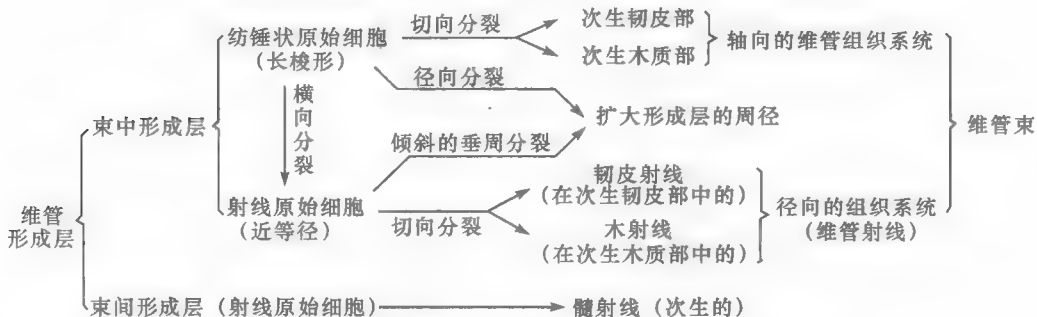 纺锤状原始细胞
(长梭形)
切向分裂
次生韧皮部
次生木质部
轴向的维管组织系统
径向分裂
横向分裂
扩大形成层的周径
束中形成层
倾斜的垂周分裂
维管束
射线原始细胞
(近等径)
切向分裂
韧皮射线
(在次生韧皮部中的)
木射线
(在次生木质部中的)
径向的组织系统
(维管射线)
维管
形成层
束间形成层 (射线原始细胞)
髓射线 (次生的)